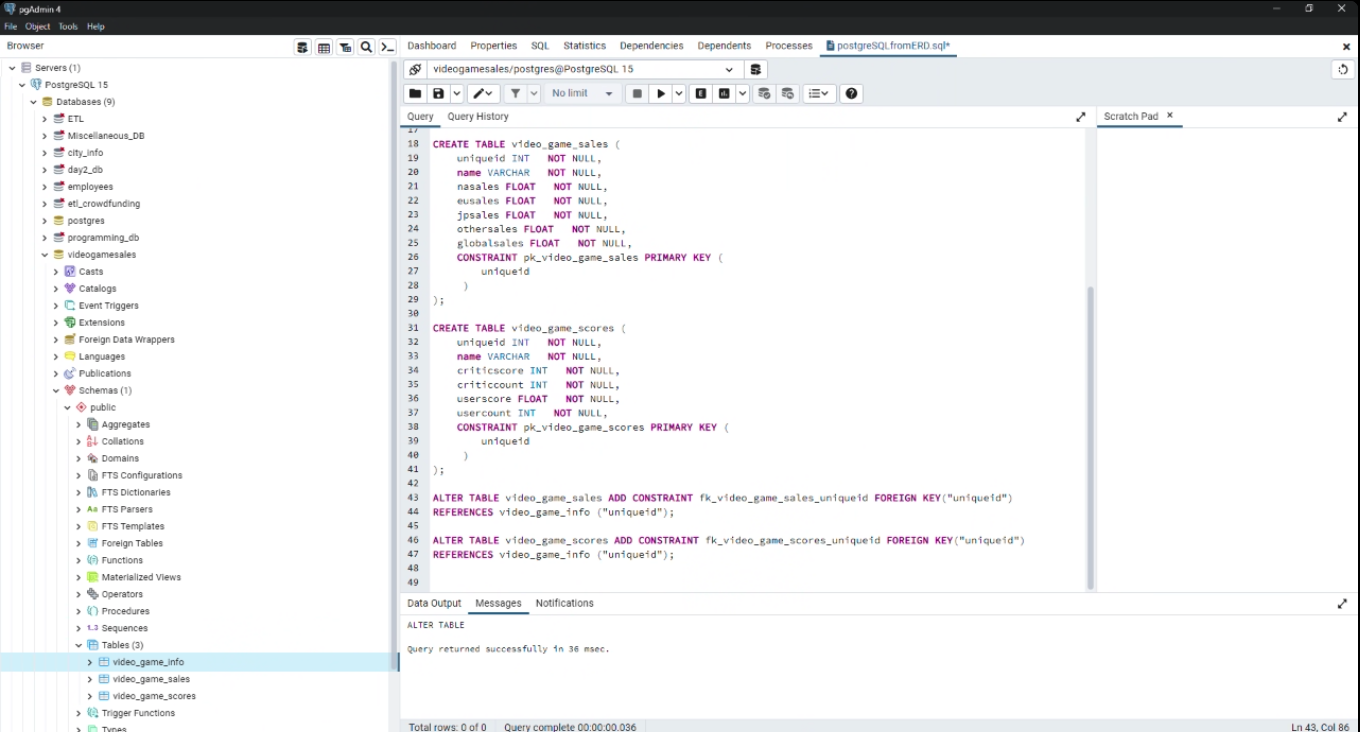 pgAdmin 4
File Object Tools Help
Browser
Dashboard Properties SQL Statistics Dependencies Dependents Processes postgreSQLfromERD.sql*
Servers (1)
PostgreSQL 15
Databases (9)
ETL
Miscellaneous_DB
city_info
day2_db
employees
etl_crowdfunding
postgres
programming_db
videogamesales
Casts
Catalogs
Event Triggers
Extensions
Foreign Data Wrappers
Languages
Publications
Schemas (1)
public
Aggregates
Collations
Domains
FTS Configurations
FTS Dictionaries
Aa FTS Parsers
FTS Templates
Foreign Tables
Functions
Materialized Views
Operators
Procedures
1..3 Sequences
Tables (3)
video_game_info
video_game_sales
video_game_scores
Trigger Functions
Types
videogamesales/postgres@PostgreSQL 15
No limit
Query Query History
Scratch Pad
17
18 CREATE TABLE video_game_sales (
19 uniqueid INT NOT NULL,
20 name VARCHAR NOT NULL,
21 nasales FLOAT NOT NULL,
22 eusales FLOAT NOT NULL,
23 jpsales FLOAT NOT NULL,
24 othersales FLOAT NOT NULL,
25 globalsales FLOAT NOT NULL,
26 CONSTRAINT pk_video_game_sales PRIMARY KEY (
27 uniqueid
28 )
29 );
30
31 CREATE TABLE video_game_scores (
32 uniqueid INT NOT NULL,
33 name VARCHAR NOT NULL,
34 criticscore INT NOT NULL,
35 criticcount INT NOT NULL,
36 userscore FLOAT NOT NULL,
37 usercount INT NOT NULL,
38 CONSTRAINT pk_video_game_scores PRIMARY KEY (
39 uniqueid
40 )
41 );
42
43 ALTER TABLE video_game_sales ADD CONSTRAINT fk_video_game_sales_uniqueid FOREIGN KEY("uniqueid")
44 REFERENCES video_game_info ("uniqueid");
45
46 ALTER TABLE video_game_scores ADD CONSTRAINT fk_video_game_scores_uniqueid FOREIGN KEY("uniqueid")
47 REFERENCES video_game_info ("uniqueid");
48
49
Data Output Messages Notifications
ALTER TABLE
Query returned successfully in 36 msec.
Total rows: 0 of 0 Query complete 00:00:00.036
Ln 43, Col 86